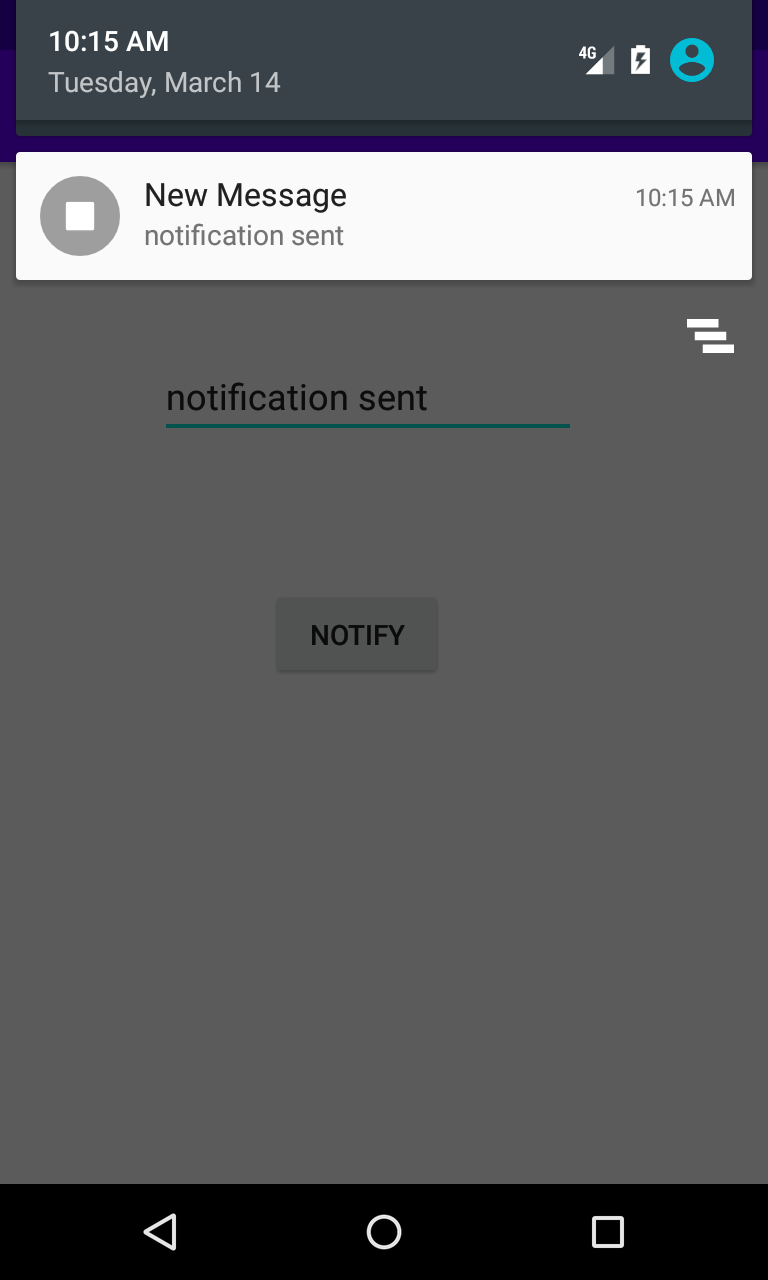 10:15 AM
4G
Tuesday, March 14
New Message
10:15 AM
notification sent
notification sent
NOTIFY